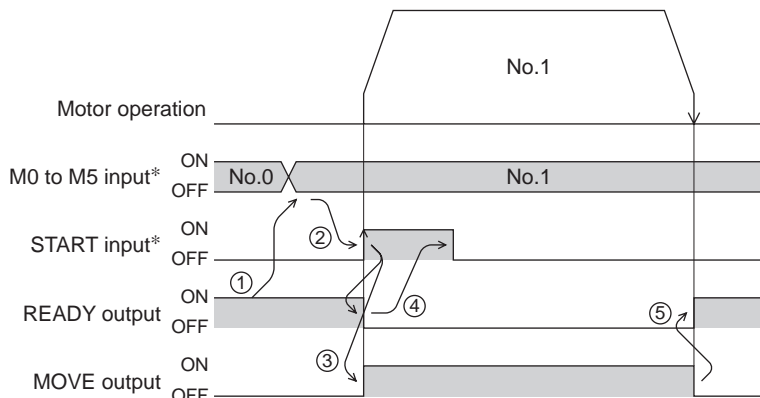 No.1
Motor operation
M0 to M5 input*
ON
OFF
No.0
No.1
START input*
ON
OFF
②
①
READY output
ON
OFF
④
⑤
③
MOVE output
ON
OFF